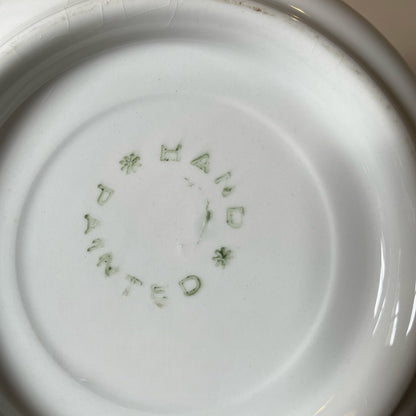 * HAND * PAINTED